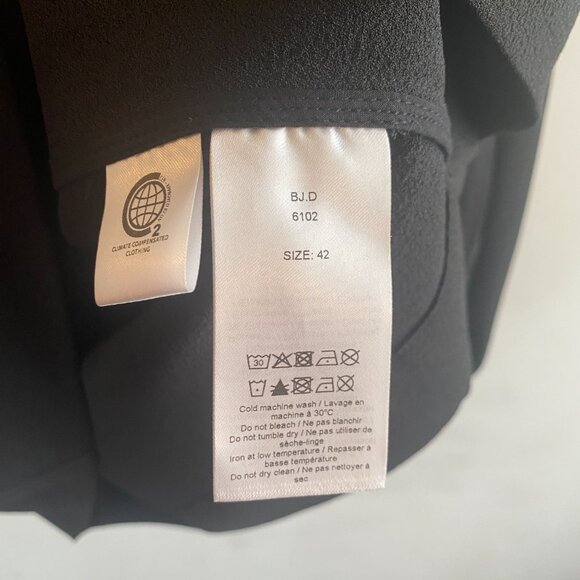 2
CLIMATE COMPENSATED
CLOTHING
BJ.D
6102
SIZE: 42
30
Cold machine wash / Lavage en
machine à 30°C
Do not bleach / Ne pas blanchir
Do not tumble dry / Ne pas utiliser de
sèche-linge
Iron at low temperature / Repasser à
basse température
Do not dry clean / Ne pas nettoyer à
sec